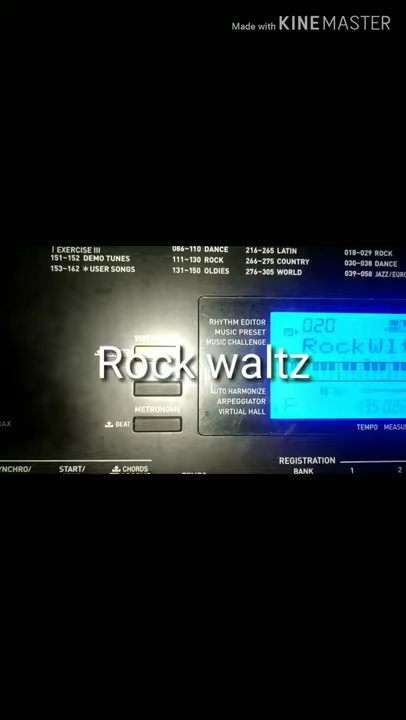 Made with KINEMASTER
EXERCISE III
151~152 DEMO TUNES
153~162 ＊USER SONGS
086~110 DANCE
111~130 ROCK
131~150 OLDIES
216~265 LATIN
266~275 COUNTRY
276~305 WORLD
018~029 ROCK
030~038 DANCE
039~058 JAZZ/EURO
RHYTHM EDITOR
MUSIC PRESET
MUSIC CHALLENGE
020
RockWlt
Rock waltz
AUTO HARMONIZE
ARPEGGIATOR
VIRTUAL HALL
METRONOME
BEAT
F
TEMPO MEASU
REGISTRATION
BANK 1 2
YNCHRO/
START/
CHORDS